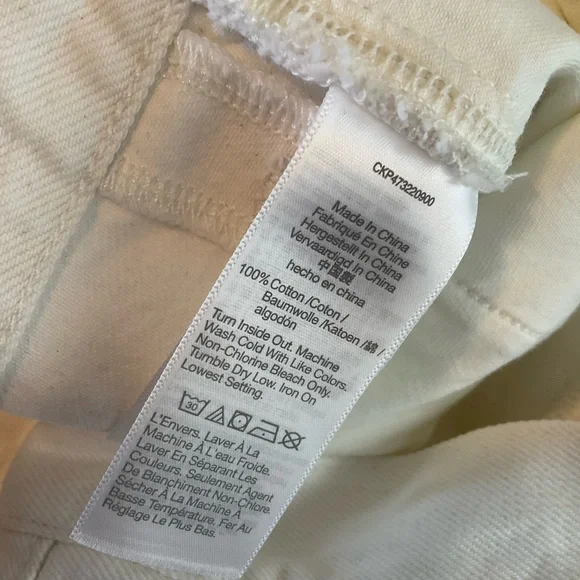 CKP473220900
Made In China
Fabriqué En Chine
Hergestellt In China
Vervaardigd In China
中国製
hecho en china
100% Cotton /Coton /
Baumwolle /Katoen /綿 /
algodón
Turn Inside Out. Machine
Wash Cold With Like Colors.
Non-Chlorine Bleach Only.
Tumble Dry Low. Iron On
Lowest Setting.
30
L'Envers. Laver À La
Machine À L'eau Froide.
Laver En Séparant Les
Couleurs. Seulement Agent
De Blanchiment Non-Chlore.
Sécher À La Machine À
Basse Température. Fer Au
Réglage Le Plus Bas.